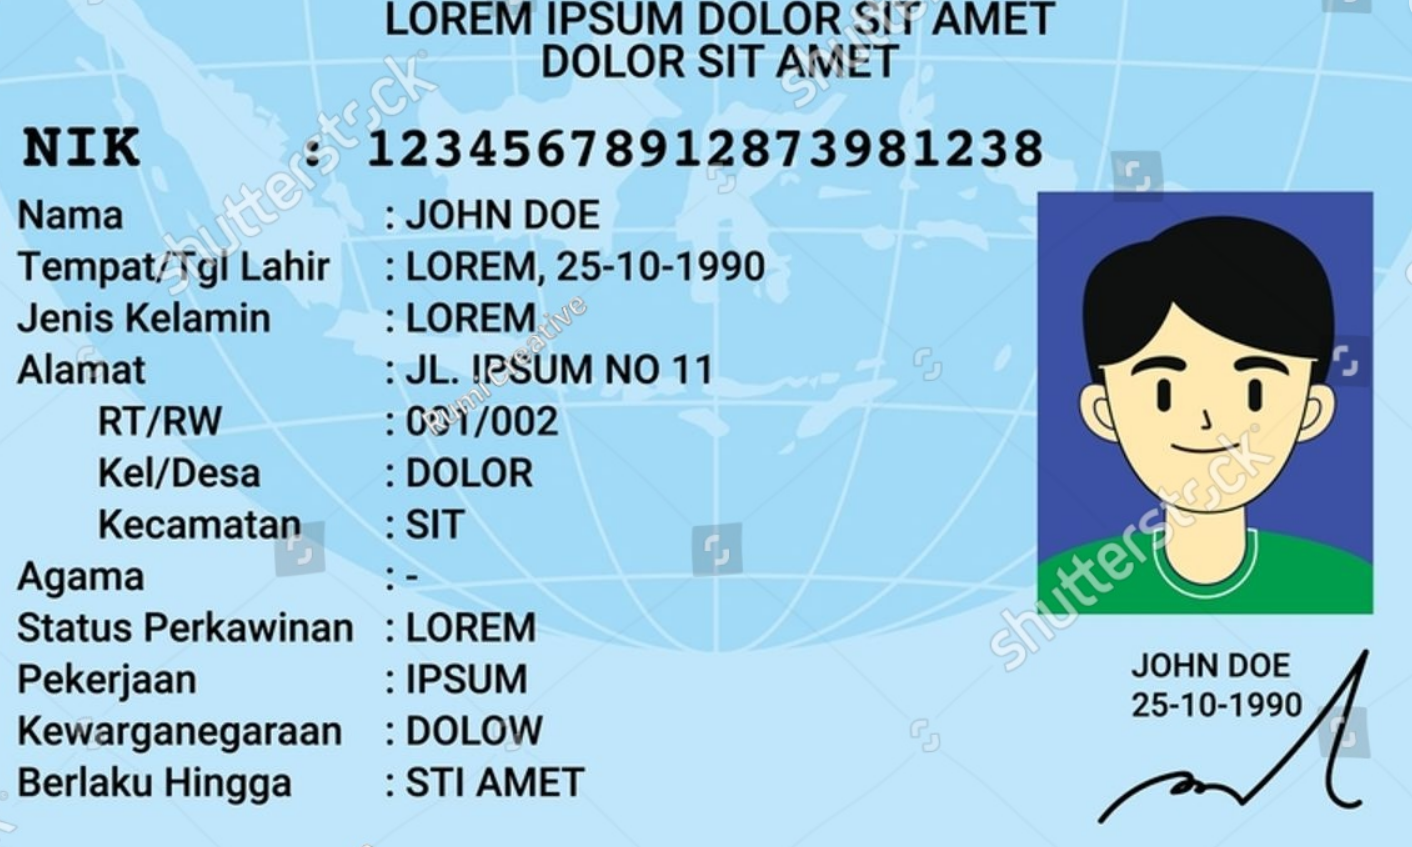 LOREM IPSUM DOLOR SIT AMET
DOLOR SIT AMET
NIK : 12345678912873981238
Nama : JOHN DOE
Tempat/Tgl Lahir : LOREM, 25-10-1990
Jenis Kelamin : LOREM
Alamat : JL. IPSUM NO 11
RT/RW : 001/002
Kel/Desa : DOLOR
Kecamatan : SIT
Agama : -
Status Perkawinan : LOREM
Pekerjaan : IPSUM
Kewarganegaraan : DOLOW
Berlaku Hingga : STI AMET
JOHN DOE
25-10-1990
shutterstock
shutterstock
shutterstock
Rumi Creative